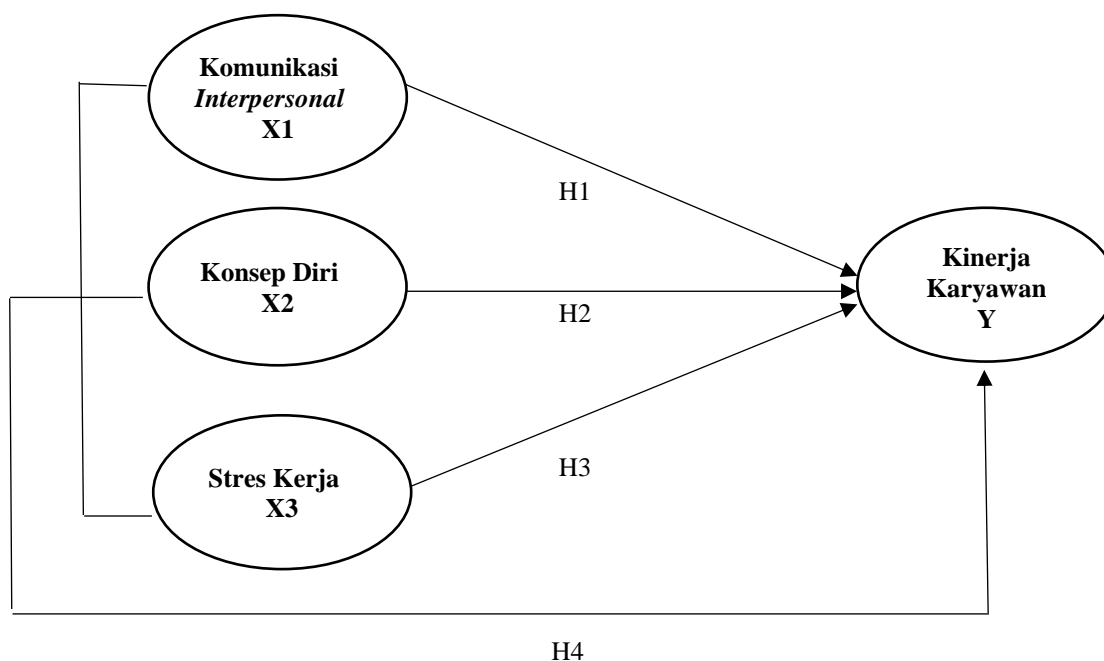 Komunikasi
Interpersonal
X1
H1
Konsep Diri
X2
H2
Kinerja
Karyawan
Y
Stres Kerja
X3
H3
H4